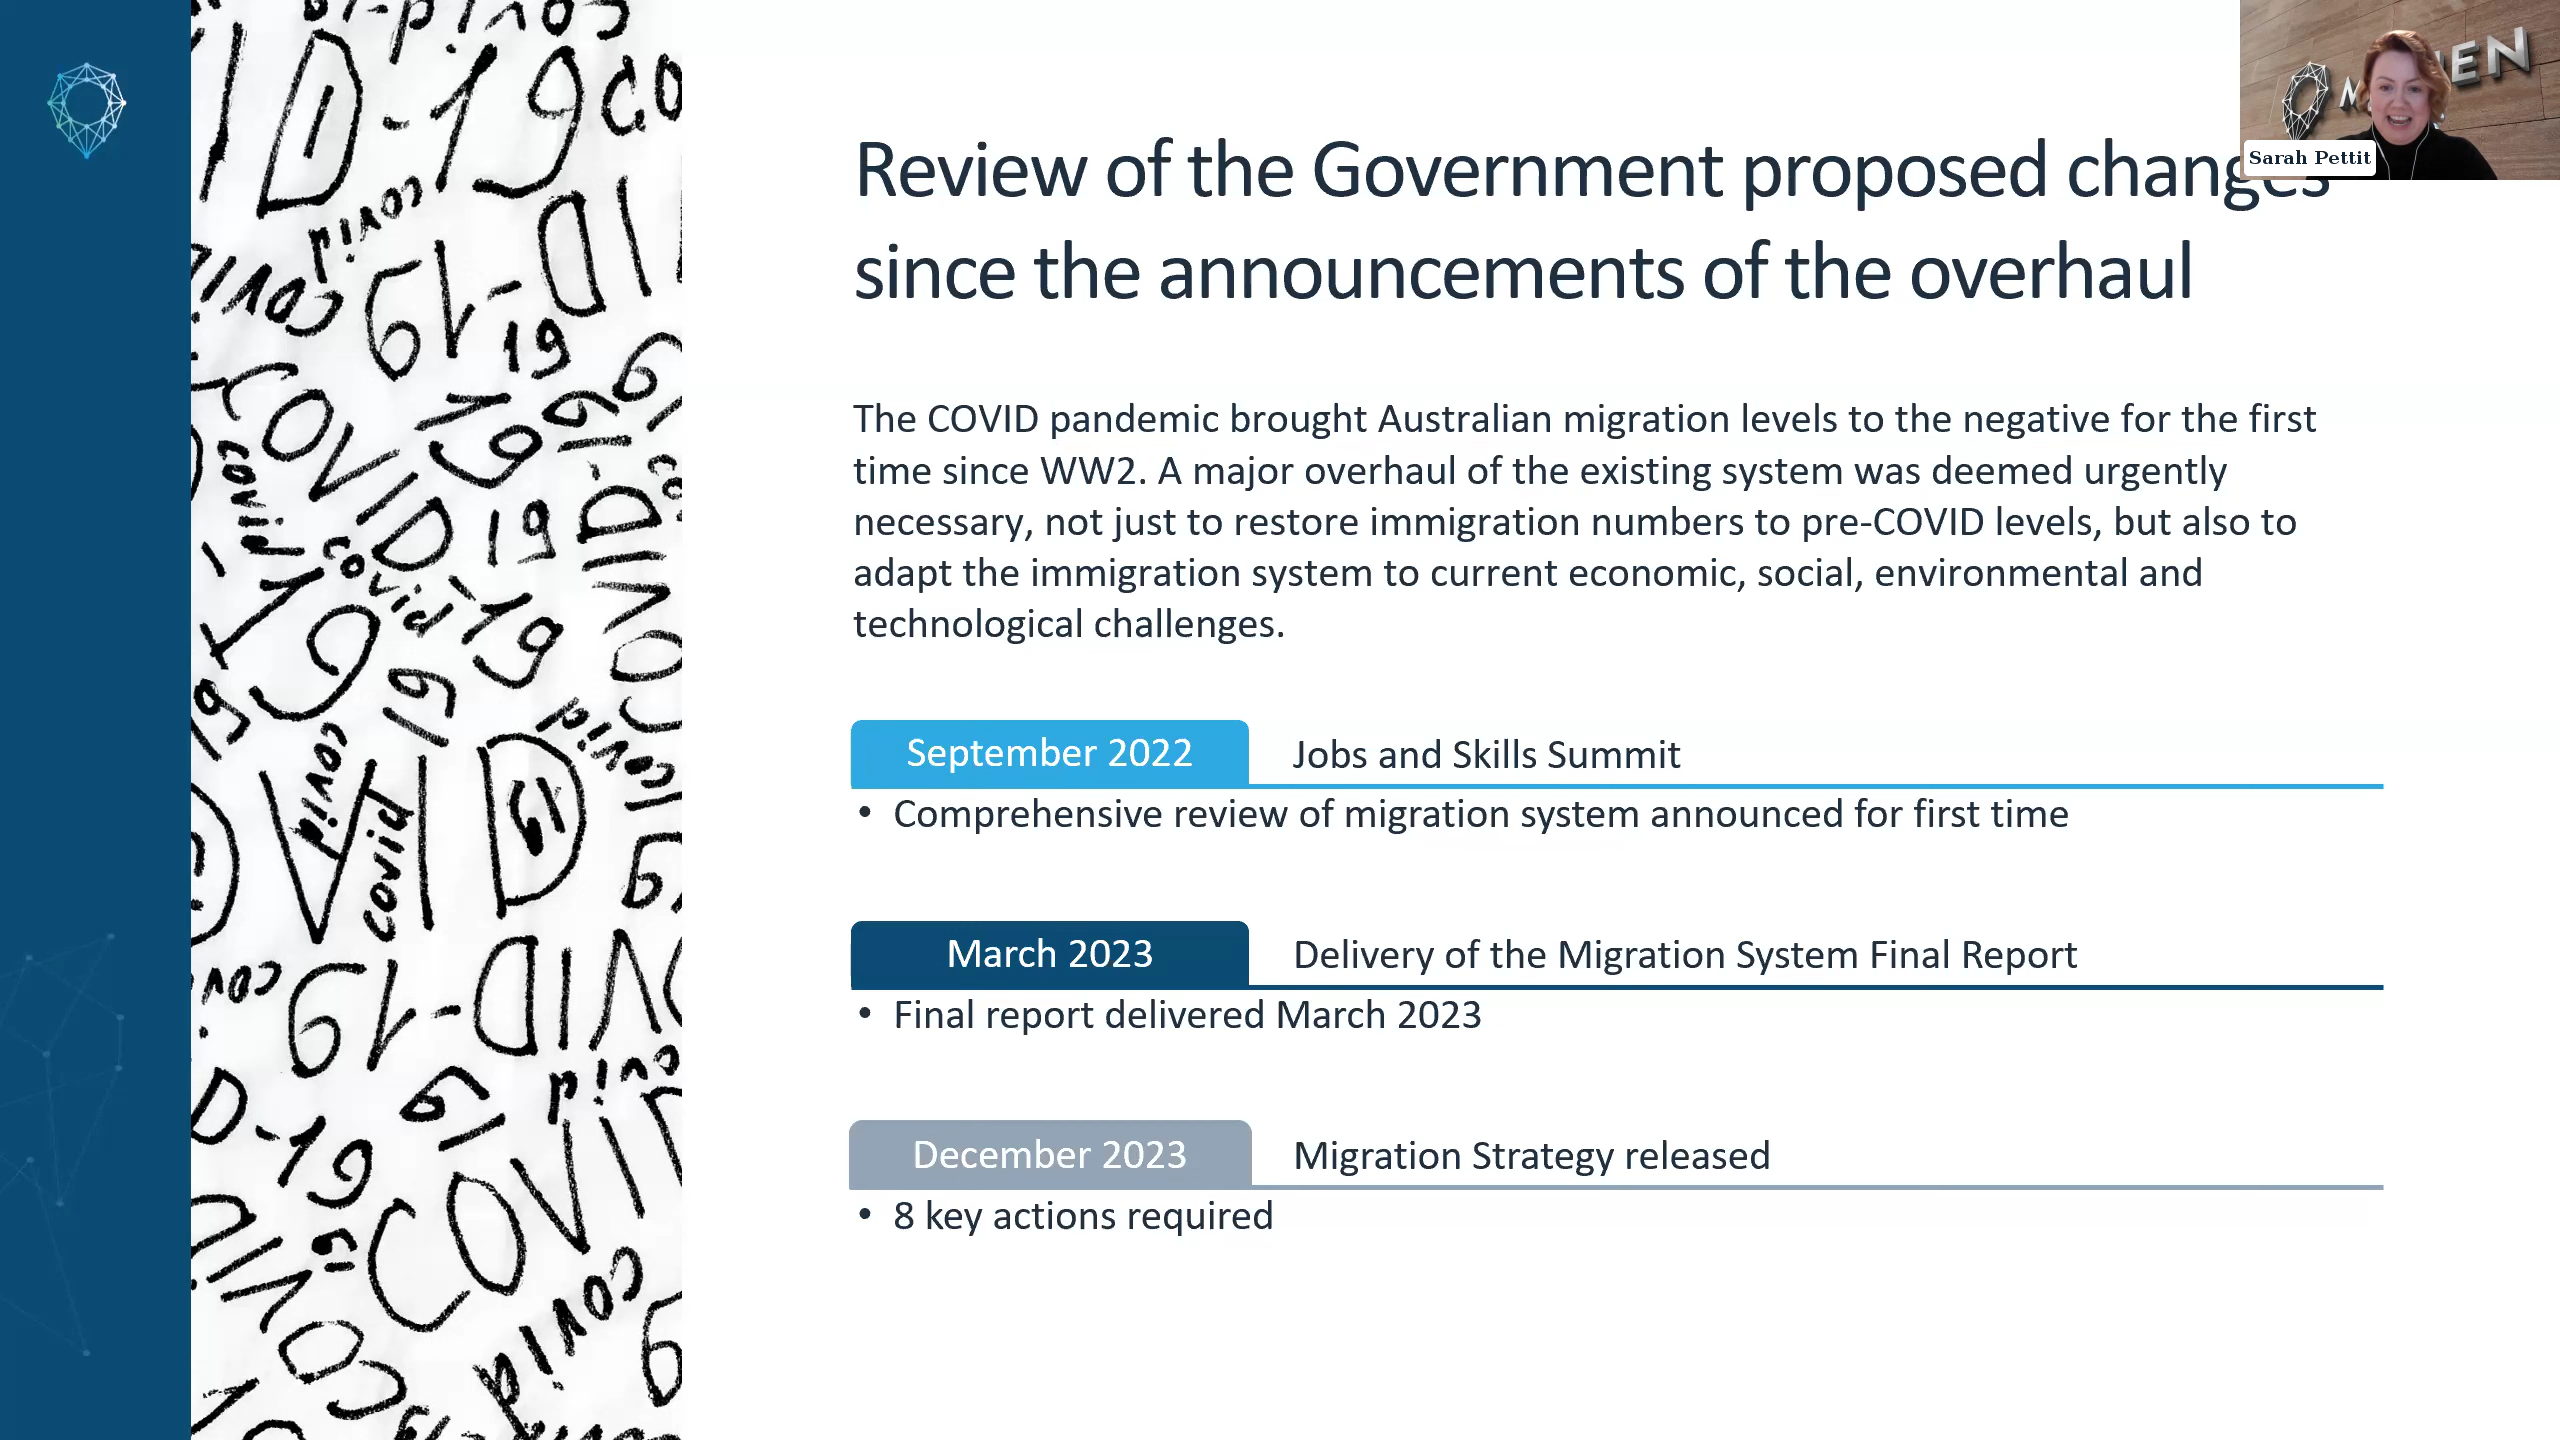 Review of the Government proposed changes
since the announcements of the overhaul
The COVID pandemic brought Australian migration levels to the negative for the first
time since WW2. A major overhaul of the existing system was deemed urgently
necessary, not just to restore immigration numbers to pre-COVID levels, but also to
adapt the immigration system to current economic, social, environmental and
technological challenges.
September 2022 Jobs and Skills Summit
• Comprehensive review of migration system announced for first time
March 2023 Delivery of the Migration System Final Report
• Final report delivered March 2023
December 2023 Migration Strategy released
• 8 key actions required
Sarah Pettit